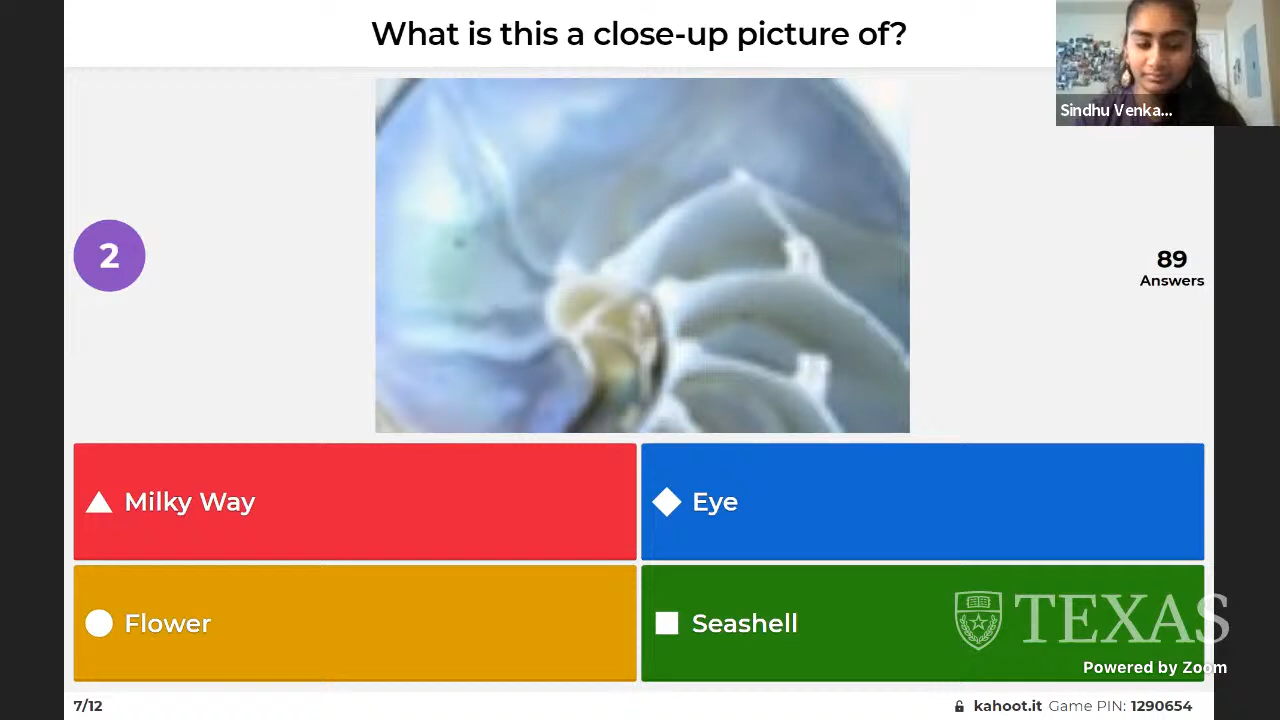 What is this a close-up picture of?
Sindhu Venka...
2
89
Answers
Milky Way
Eye
Flower
Seashell
TEXAS
Powered by Zoom
7/12
kahoot.it Game PIN: 1290654